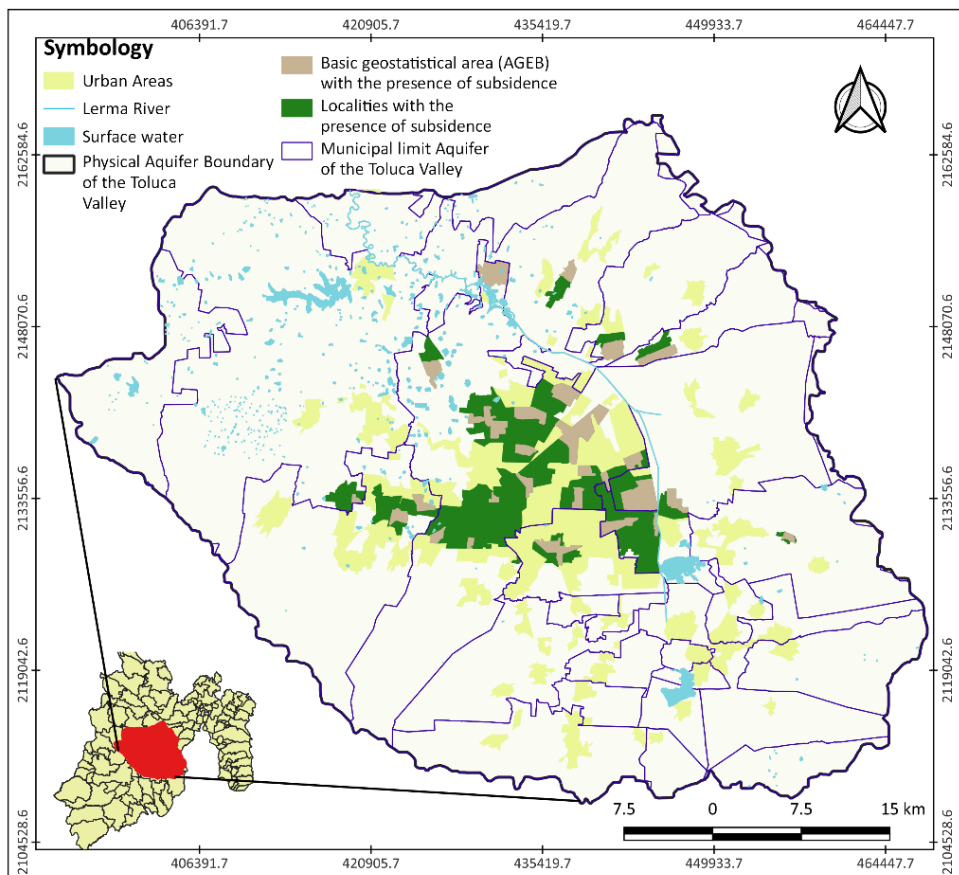 406391.7 420905.7 435419.7 449933.7 464447.7
Symbology
Urban Areas
Lerma River
Surface water
Physical Aquifer Boundary
of the Toluca
Valley
Basic geostatistical area (AGEB)
with the presence of subsidence
Localities with the
presence of subsidence
Municipal limit Aquifer
of the Toluca Valley
2162584.6 2162584.6
2148070.6 2148070.6
2133556.6 2133556.6
2119042.6 2119042.6
2104528.6 2104528.6
7.5 0 7.5 15 km
406391.7 420905.7 435419.7 449933.7 464447.7